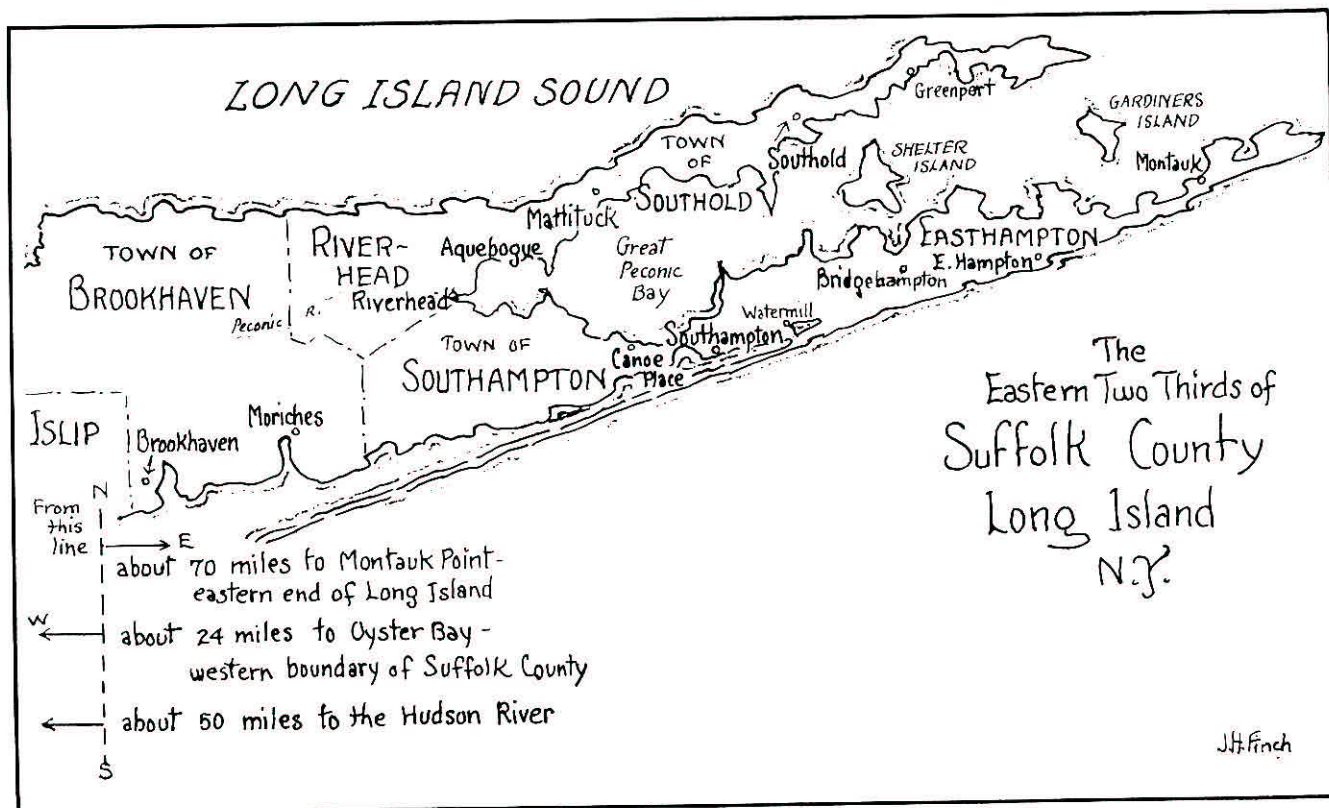 LONG ISLAND SOUND
Greenport
GARDINERS
ISLAND
TOWN
OF
SOUTHOLD
Southold
SHELTER
ISLAND
Montauk
Mattituck
TOWN OF
BROOKHAVEN
RIVER-
HEAD
Aquebogue
Riverhead
Peconic R.
Great
Peconic
Bay
EASTHAMPTON
E. Hampton
Bridgehampton
Watermill
Southampton
Canoe
Place
TOWN OF
SOUTHAMPTON
ISLIP
Brookhaven
Moriches
The
Eastern Two Thirds of
Suffolk County
Long Island
N.Y.
N
From
this
line
E
about 70 miles to Montauk Point-
eastern end of Long Island
W
about 24 miles to Oyster Bay -
western boundary of Suffolk County
about 50 miles to the Hudson River
S
J.H.Finch